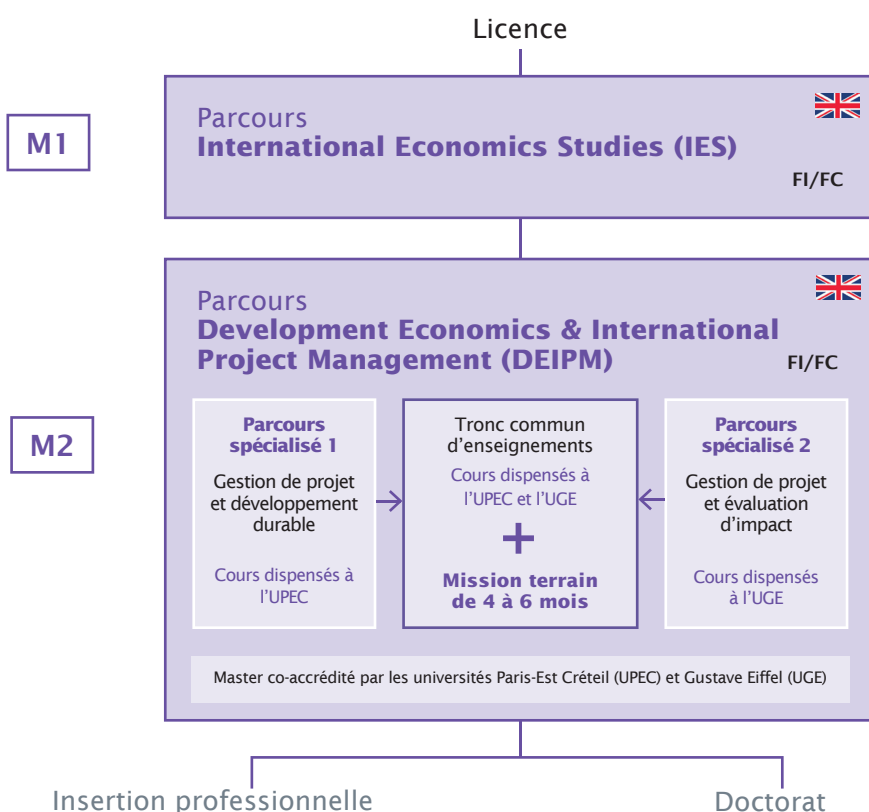 Licence
M1
Parcours
International Economics Studies (IES)
FI/FC
M2
Parcours
Development Economics & International
Project Management (DEIPM)
FI/FC
Parcours
spécialisé 1
Gestion de projet
et développement
durable
Cours dispensés à
l’UPEC
Tronc commun
d’enseignements
Cours dispensés à
l’UPEC et l’UGE
+
Mission terrain
de 4 à 6 mois
Parcours
spécialisé 2
Gestion de projet
et évaluation
d’impact
Cours dispensés
à l’UGE
Master co-accrédité par les universités Paris-Est Créteil (UPEC) et Gustave Eiffel (UGE)
Insertion professionnelle
Doctorat